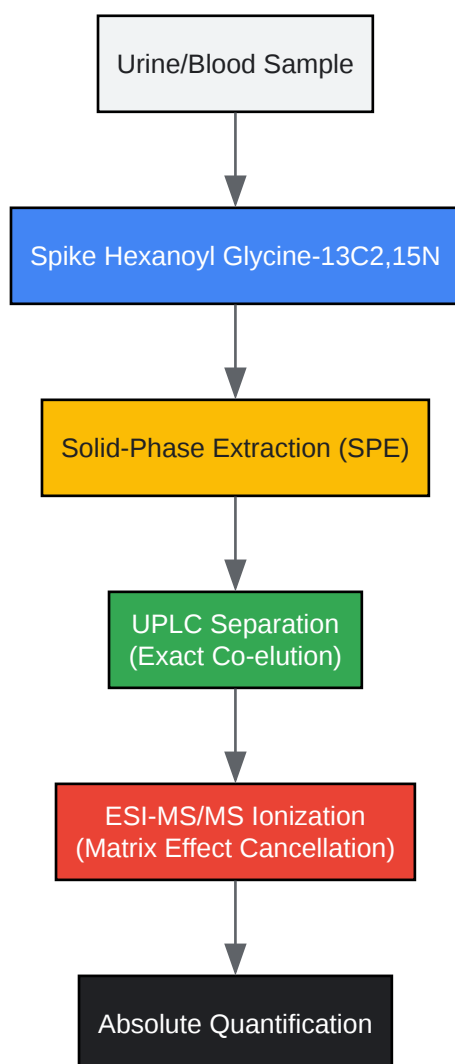 Urine/Blood Sample
Spike Hexanoyl Glycine-13C2,15N
Solid-Phase Extraction (SPE)
UPLC Separation
(Exact Co-elution)
ESI-MS/MS Ionization
(Matrix Effect Cancellation)
Absolute Quantification